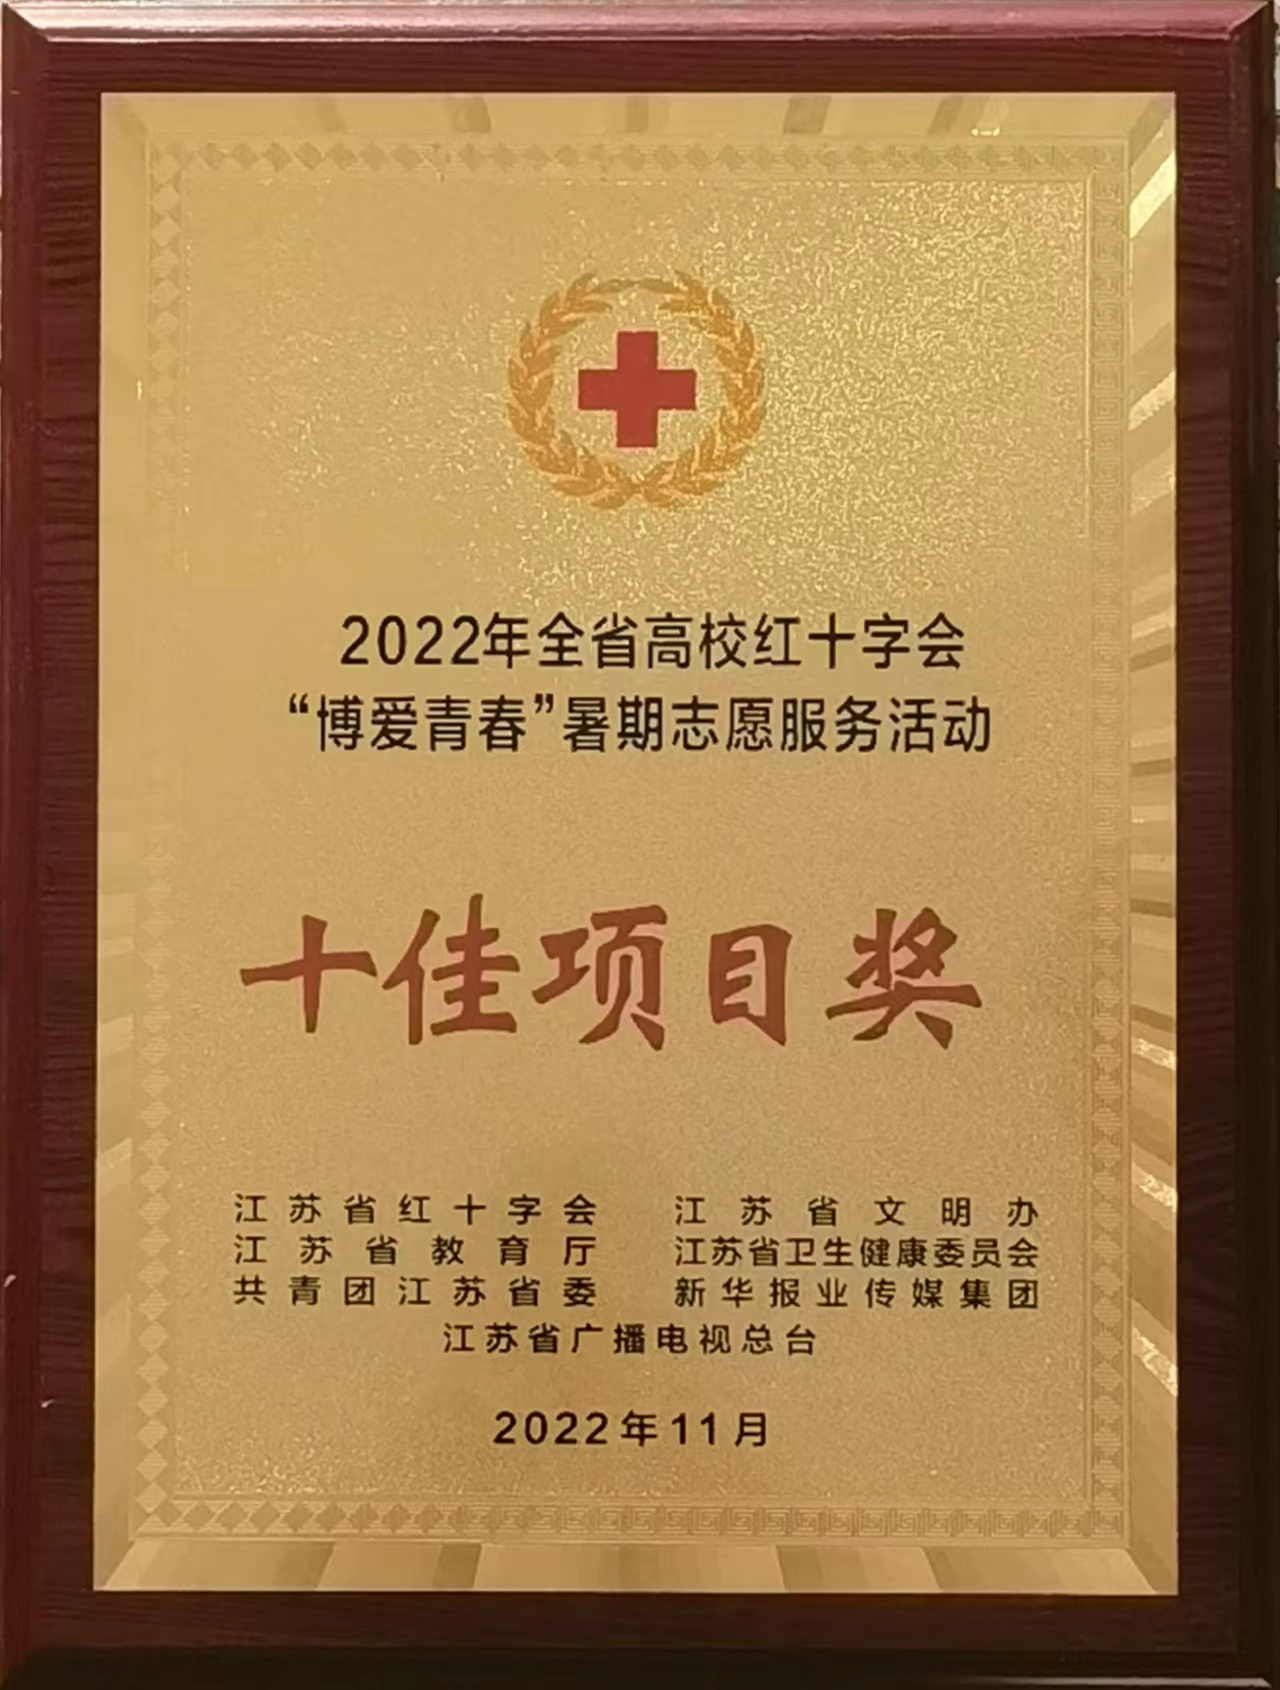 2022年全省高校红十字会
“博爱青春”暑期志愿服务活动
十佳项目奖
江苏省红十字会 江苏省文明办
江苏省教育厅 江苏省卫生健康委员会
共青团江苏省委 新华报业传媒集团
江苏省广播电视总台
2022年11月